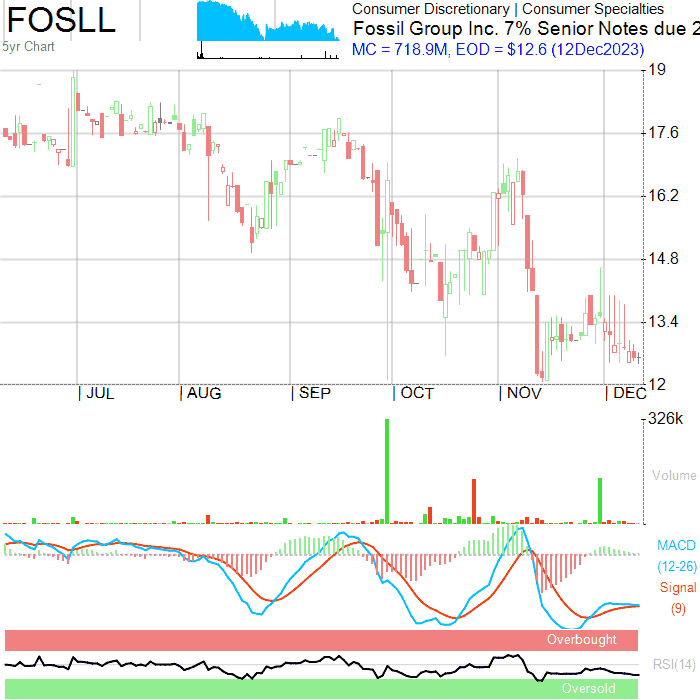 FOSLL
5yr Chart
Consumer Discretionary | Consumer Specialties
Fossil Group Inc. 7% Senior Notes due 2
MC = 718.9M, EOD = $12.6 (12Dec2023)
19
17.6
16.2
14.8
13.4
12
JUL
AUG
SEP
OCT
NOV
DEC
326k
Volume
MACD
(12-26)
Signal
(9)
Overbought
RSI(14)
Oversold